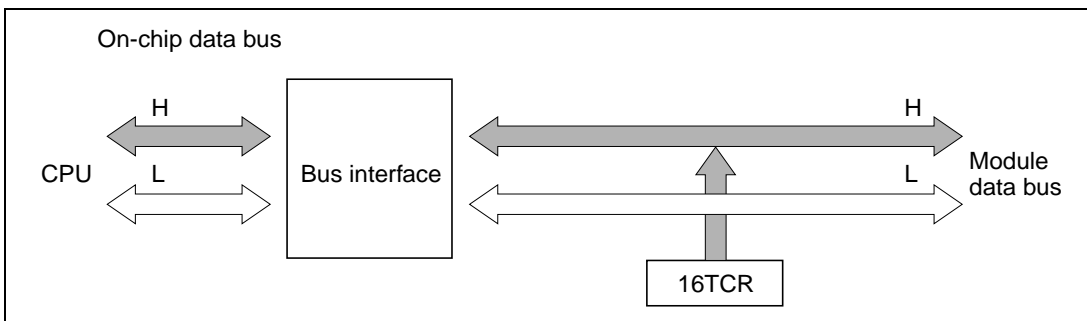 On-chip data bus
H
H
CPU
L
Bus interface
L
Module
data bus
16TCR